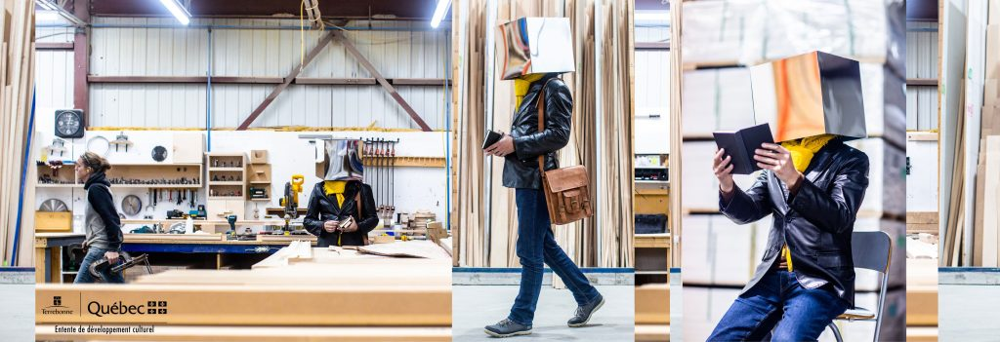 Terrebonne Québec
Entente de développement culturel